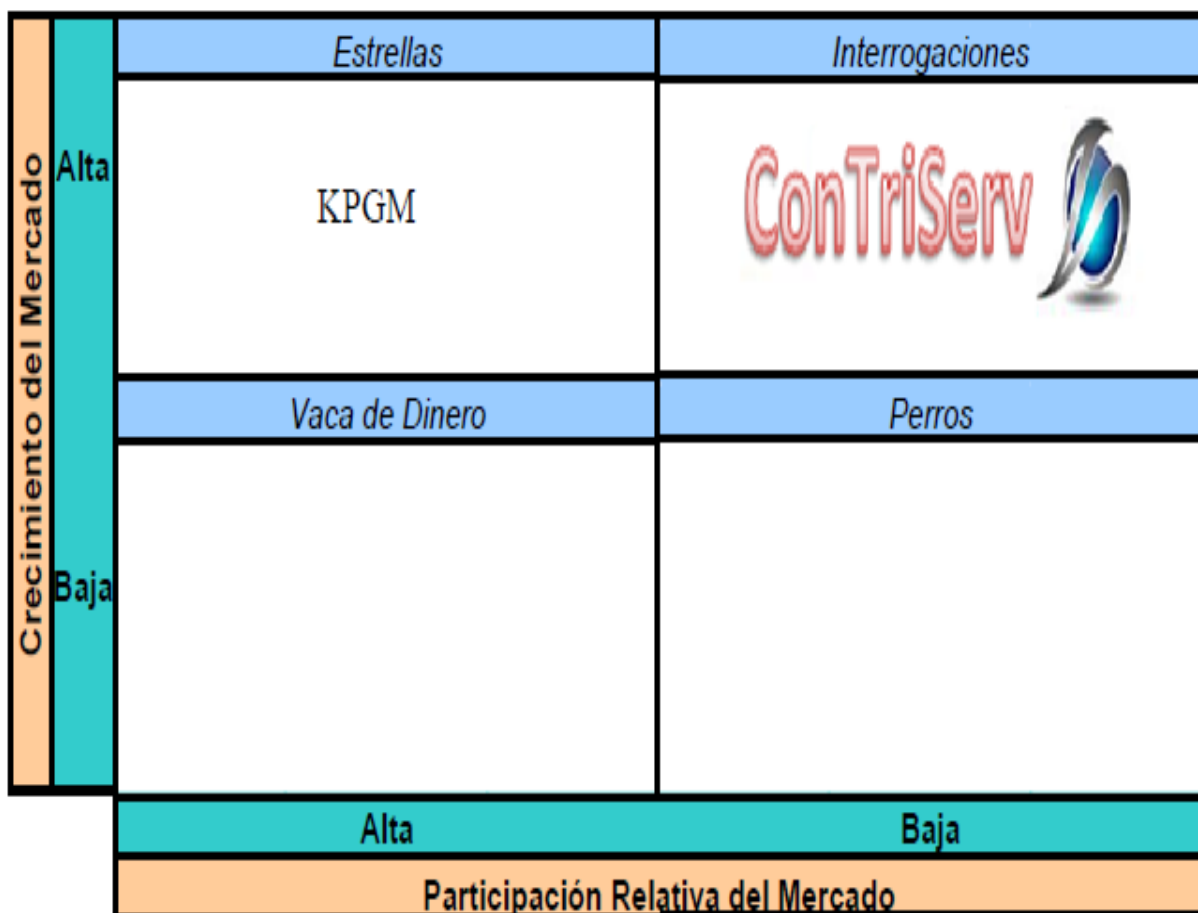 Estrellas
Interrogaciones
Crecimiento del Mercado
Alta
KPGM
ConTriServ
Vaca de Dinero
Perros
Baja
Alta
Baja
Participación Relativa del Mercado